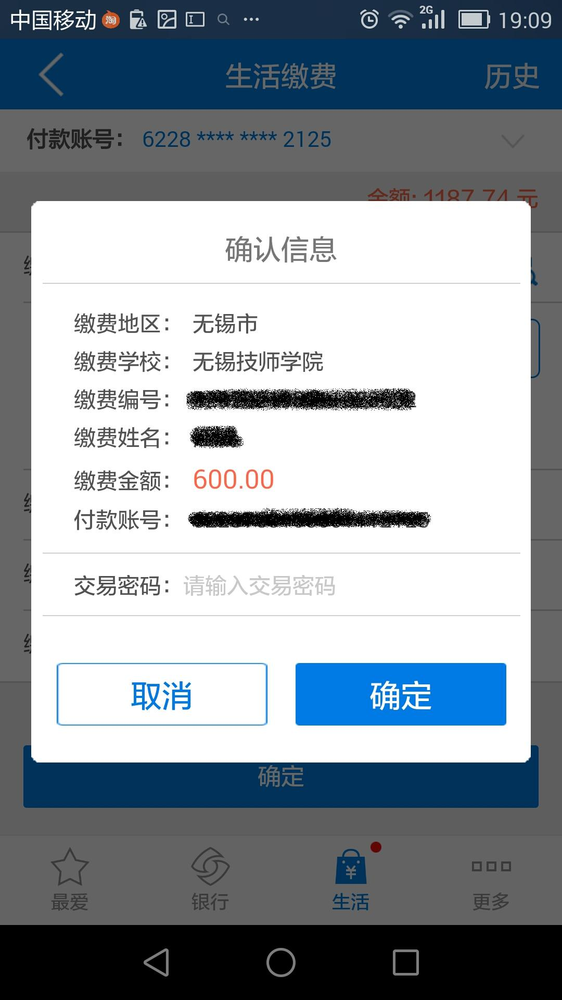 中国移动 2G 19:09
生活缴费 历史
付款账号： 6228 **** **** 2125
金额: 1187.74 元
确认信息
缴费地区： 无锡市
缴费学校： 无锡技师学院
缴费编号：
缴费姓名：
缴费金额： 600.00
付款账号：
交易密码： 请输入交易密码
取消 确定
确定
最爱 银行 生活 更多